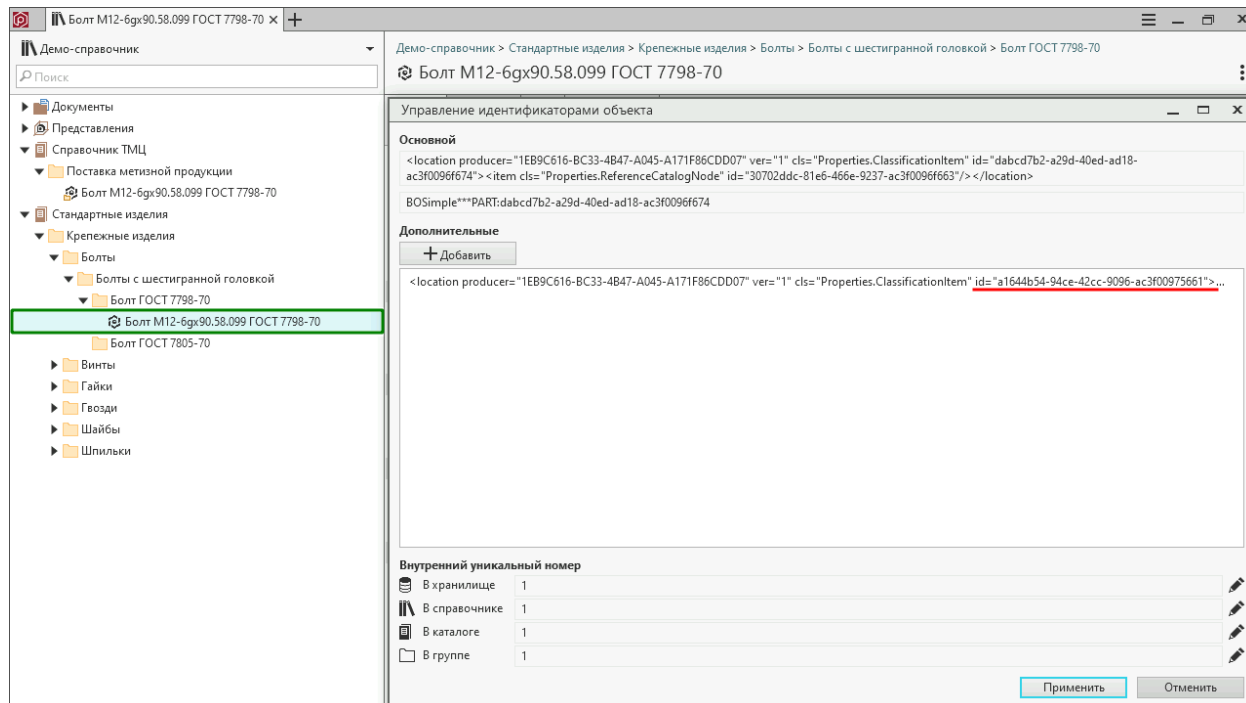 Болт М12-6gx90.58.099 ГОСТ 7798-70
Демо-справочник
Поиск
Документы
Представления
Справочник ТМЦ
Поставка метизной продукции
Болт М12-6gx90.58.099 ГОСТ 7798-70
Стандартные изделия
Крепежные изделия
Болты
Болты с шестигранной головкой
Болт ГОСТ 7798-70
Болт М12-6gx90.58.099 ГОСТ 7798-70
Болт ГОСТ 7805-70
Винты
Гайки
Гвозди
Шайбы
Шпильки
Демо-справочник > Стандартные изделия > Крепежные изделия > Болты > Болты с шестигранной головкой > Болт ГОСТ 7798-70
Болт М12-6gx90.58.099 ГОСТ 7798-70
Управление идентификаторами объекта
Основной
<location producer="1EB9C616-BC33-4B47-A045-A171F86CDD07" ver="1" cls="Properties.ClassificationItem" id="dabcd7b2-a29d-40ed-ad18-
ac3f0096f674"><item cls="Properties.ReferenceCatalogNode" id="30702ddc-81e6-466e-9237-ac3f0096f663"/></location>
BOSimple***PART:dabcd7b2-a29d-40ed-ad18-ac3f0096f674
Дополнительные
Добавить
<location producer="1EB9C616-BC33-4B47-A045-A171F86CDD07" ver="1" cls="Properties.ClassificationItem" id="a1644b54-94ce-42cc-9096-ac3f00975661">...
Внутренний уникальный номер
В хранилище 1
В справочнике 1
В каталоге 1
В группе 1
Применить Отменить